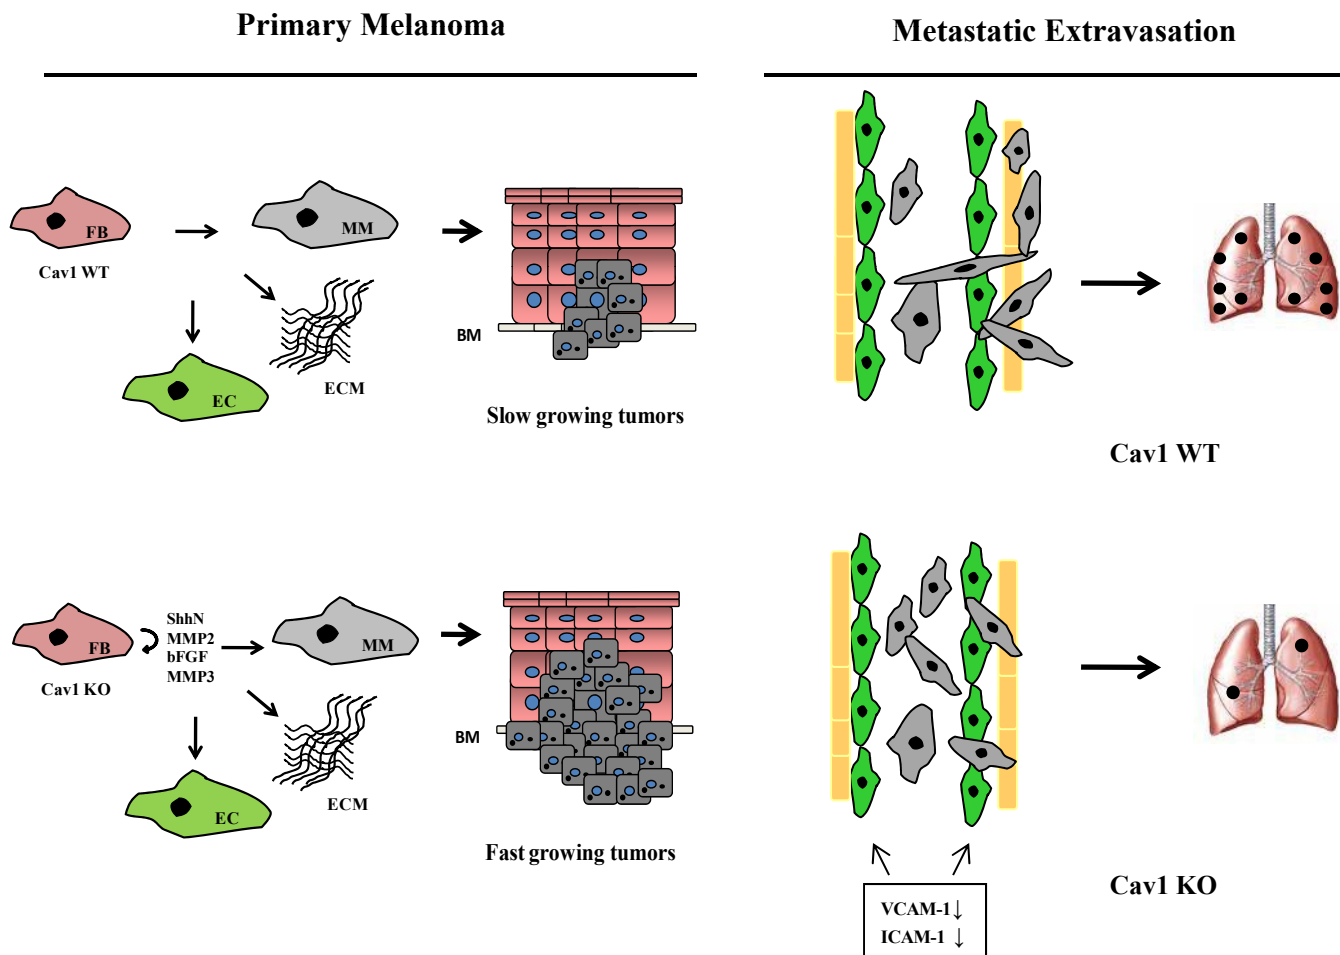 Primary Melanoma
Metastatic Extravasation
FB
Cav1 WT
MM
EC
ECM
BM
Slow growing tumors
Cav1 WT
FB
Cav1 KO
ShhN
MMP2
bFGF
MMP3
MM
EC
ECM
BM
Fast growing tumors
VCAM-1↓
ICAM-1 ↓
Cav1 KO